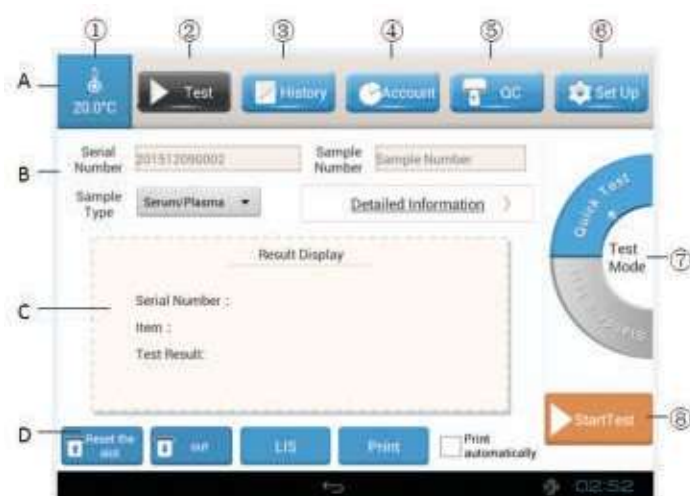 ① ② ③ ④ ⑤ ⑥
A
20.0°C Test History Account QC Set Up
B
Serial Number 201512090002 Sample Number Sample Number
Sample Type Serum/Plasma Detailed Information
Quick Test
Test Mode ⑦
C
Result Display
Serial Number :
Item :
Test Result:
StartTest ⑧
D
Reset the out LIS Print Print automatically
02:52